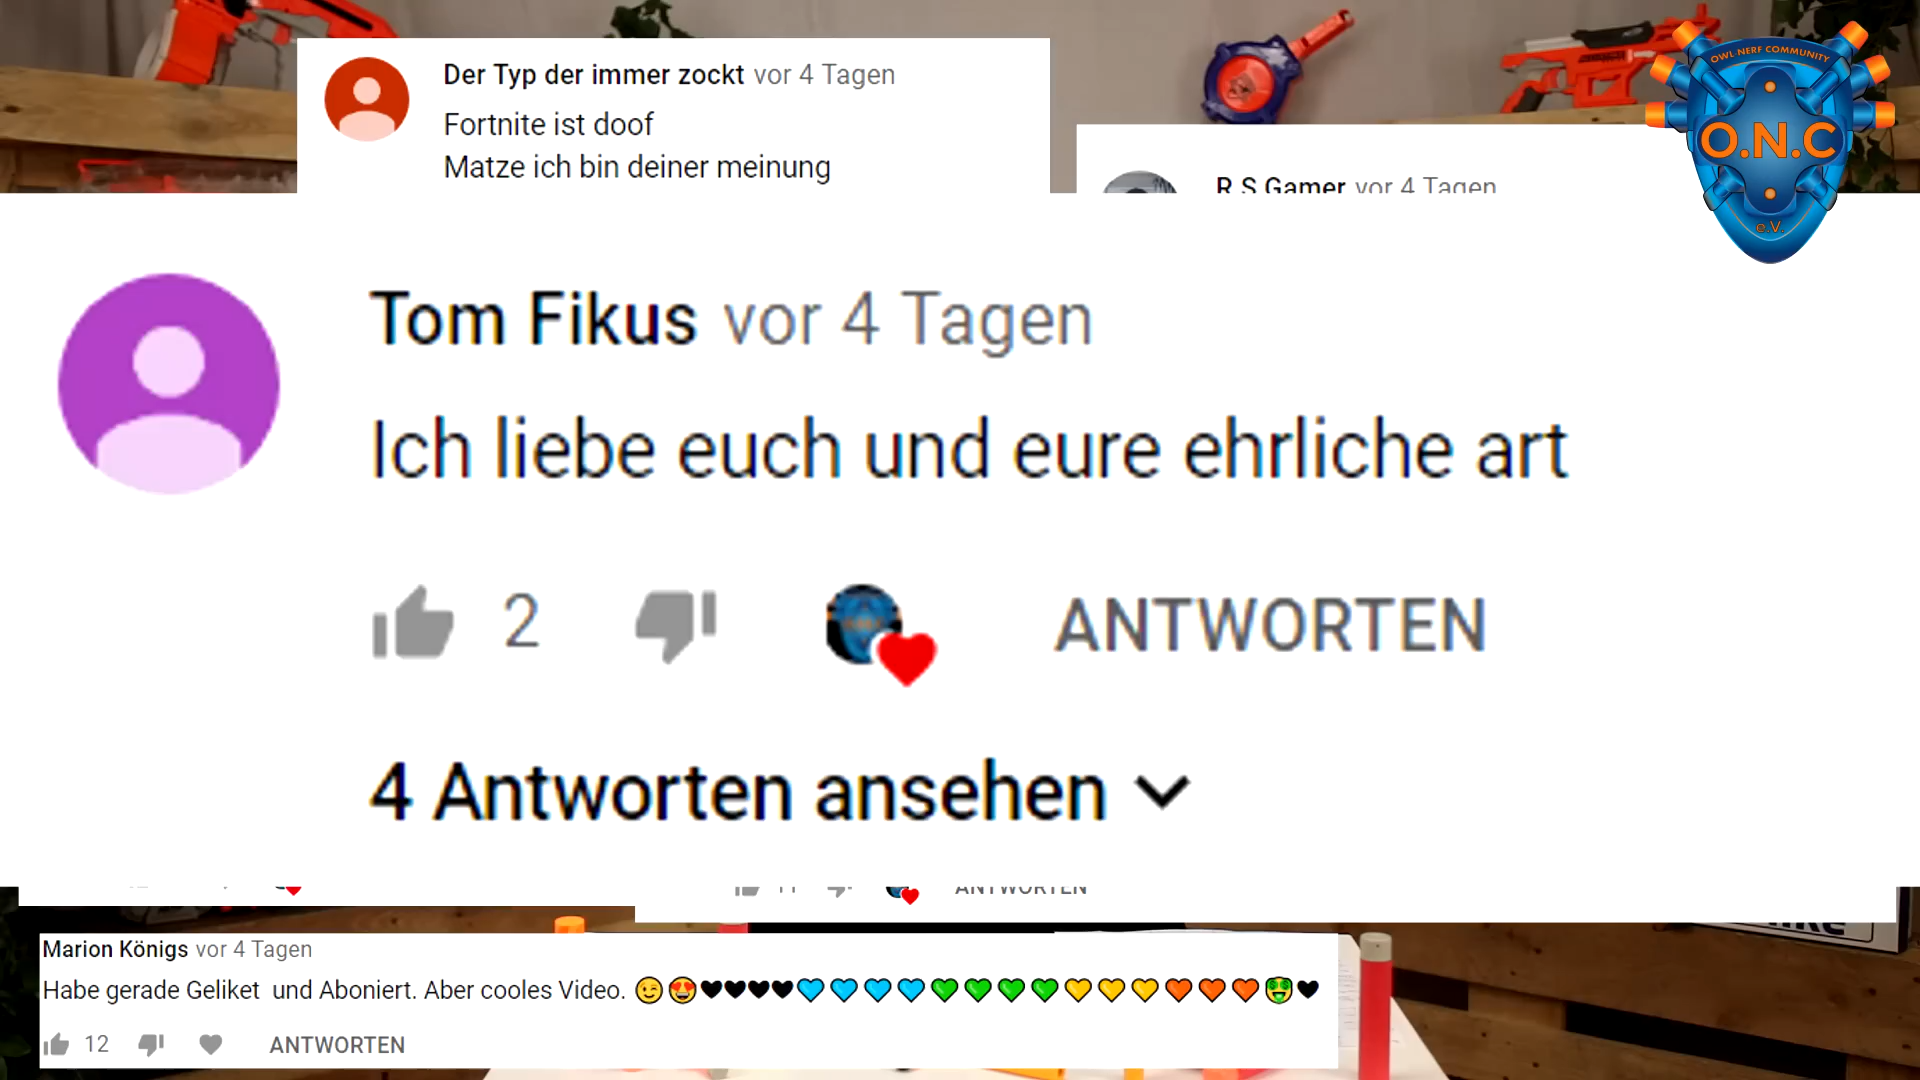 Der Typ der immer zockt vor 4 Tagen
Fortnite ist doof
Matze ich bin deiner meinung
OWL NERF COMMUNITY
O.N.C
e.V.
R S Gamer vor 4 Tagen
Tom Fikus vor 4 Tagen
Ich liebe euch und eure ehrliche art
2 ANTWORTEN
4 Antworten ansehen
11 ANTWORTEN
Marion Königs vor 4 Tagen
Habe gerade Geliket und Aboniert. Aber cooles Video. 😉😍🖤🖤🖤🖤💙💙💙💙💚💚💚💚💛💛💛🧡🧡🧡🤑🖤
12 ANTWORTEN